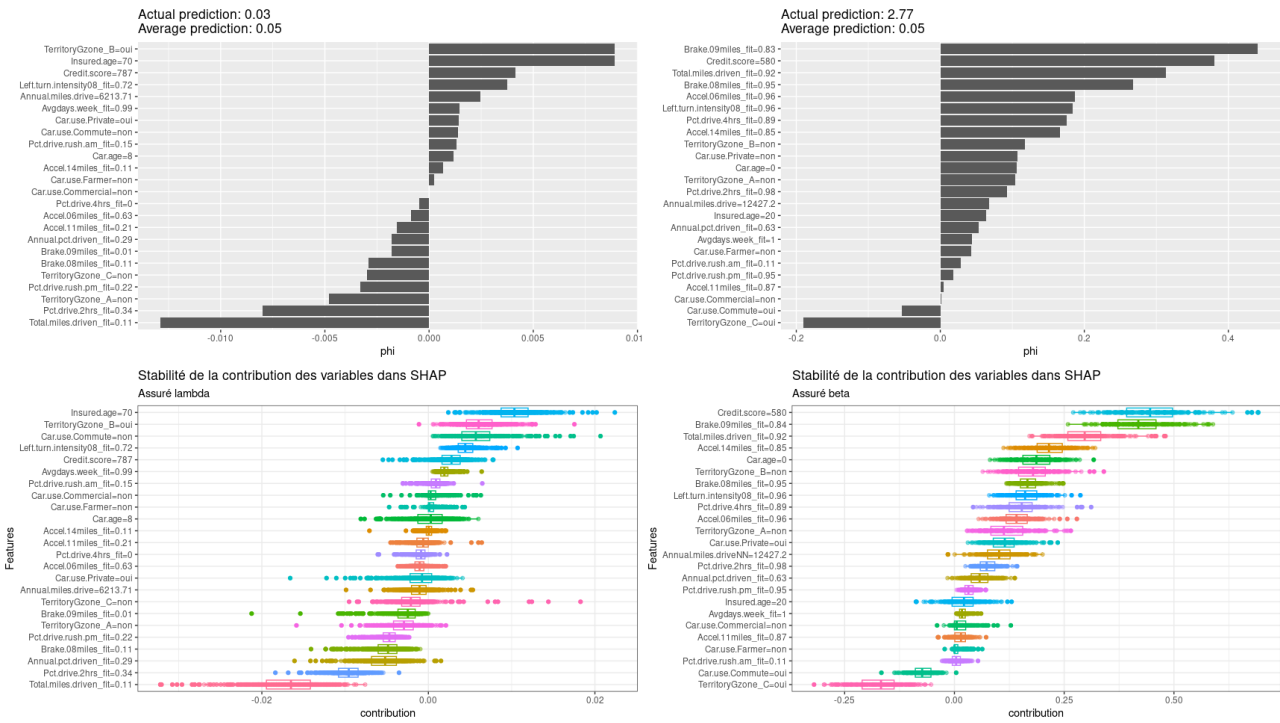 Actual prediction: 0.03
Average prediction: 0.05
TerritoryGzone_B=oui
Insured.age=70
Credit.score=787
Left.turn.intensity08_fit=0.72
Annual.miles.drive=6213.71
Avgdays.week_fit=0.99
Car.use.Private=oui
Car.use.Commute=non
Pct.drive.rush.am_fit=0.15
Car.age=8
Accel.14miles_fit=0.11
Car.use.Farmer=non
Car.use.Commercial=non
Pct.drive.4hrs_fit=0
Accel.06miles_fit=0.63
Accel.11miles_fit=0.21
Annual.pct.driven_fit=0.29
Brake.09miles_fit=0.01
Brake.08miles_fit=0.11
TerritoryGzone_C=non
Pct.drive.rush.pm_fit=0.22
TerritoryGzone_A=non
Pct.drive.2hrs_fit=0.34
Total.miles.driven_fit=0.11
-0.010 -0.005 0.000 0.005 0.01
phi
Actual prediction: 2.77
Average prediction: 0.05
Brake.09miles_fit=0.83
Credit.score=580
Total.miles.driven_fit=0.92
Brake.08miles_fit=0.95
Accel.06miles_fit=0.96
Left.turn.intensity08_fit=0.96
Pct.drive.4hrs_fit=0.89
Accel.14miles_fit=0.85
TerritoryGzone_B=non
Car.use.Private=non
Car.age=0
TerritoryGzone_A=non
Pct.drive.2hrs_fit=0.98
Annual.miles.drive=12427.2
Insured.age=20
Annual.pct.driven_fit=0.63
Avgdays.week_fit=1
Car.use.Farmer=non
Pct.drive.rush.am_fit=0.11
Pct.drive.rush.pm_fit=0.95
Accel.11miles_fit=0.87
Car.use.Commercial=non
Car.use.Commute=oui
TerritoryGzone_C=oui
-0.2 0.0 0.2 0.4
phi
Stabilité de la contribution des variables dans SHAP
Assuré lambda
Features
Insured.age=70
TerritoryGzone_B=oui
Car.use.Commute=non
Left.turn.intensity08_fit=0.72
Credit.score=787
Avgdays.week_fit=0.99
Pct.drive.rush.am_fit=0.15
Car.use.Commercial=non
Car.use.Farmer=non
Car.age=8
Accel.14miles_fit=0.11
Accel.11miles_fit=0.21
Pct.drive.4hrs_fit=0
Accel.06miles_fit=0.63
Car.use.Private=oui
Annual.miles.drive=6213.71
TerritoryGzone_C=non
Brake.09miles_fit=0.01
TerritoryGzone_A=non
Pct.drive.rush.pm_fit=0.22
Brake.08miles_fit=0.11
Annual.pct.driven_fit=0.29
Pct.drive.2hrs_fit=0.34
Total.miles.driven_fit=0.11
-0.02 0.00 0.02
contribution
Stabilité de la contribution des variables dans SHAP
Assuré beta
Features
Credit.score=580
Brake.09miles_fit=0.84
Total.miles.driven_fit=0.92
Accel.14miles_fit=0.85
Car.age=0
TerritoryGzone_B=non
Brake.08miles_fit=0.95
Left.turn.intensity08_fit=0.96
Pct.drive.4hrs_fit=0.89
Accel.06miles_fit=0.96
TerritoryGzone_A=non
Car.use.Private=oui
Annual.miles.driveNN=12427.2
Pct.drive.2hrs_fit=0.98
Annual.pct.driven_fit=0.63
Pct.drive.rush.pm_fit=0.95
Insured.age=20
Avgdays.week_fit=1
Car.use.Commercial=non
Accel.11miles_fit=0.87
Car.use.Farmer=non
Pct.drive.rush.am_fit=0.11
Car.use.Commute=oui
TerritoryGzone_C=oui
-0.25 0.00 0.25 0.50
contribution